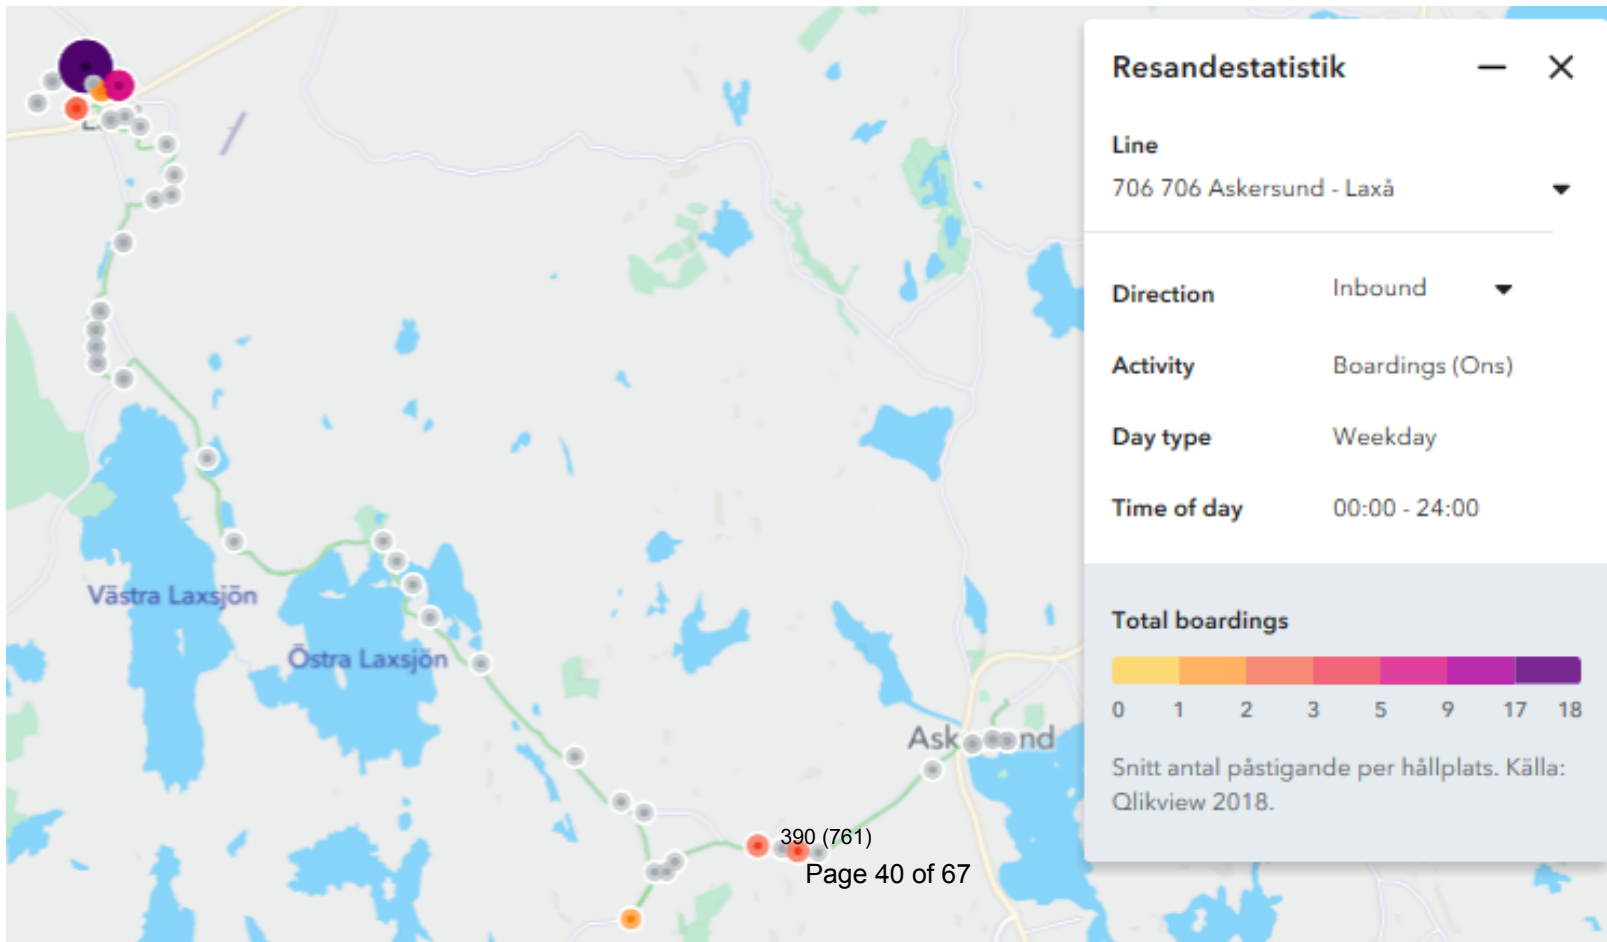 Resandestatistik
Line
706 706 Askersund - Laxå
Direction Inbound
Activity Boardings (Ons)
Day type Weekday
Time of day 00:00 - 24:00
Total boardings
0 1 2 3 5 9 17 18
Snitt antal påstigande per hållplats. Källa:
Qlikview 2018.
Västra Laxsjön
Östra Laxsjön
390 (761)
Page 40 of 67